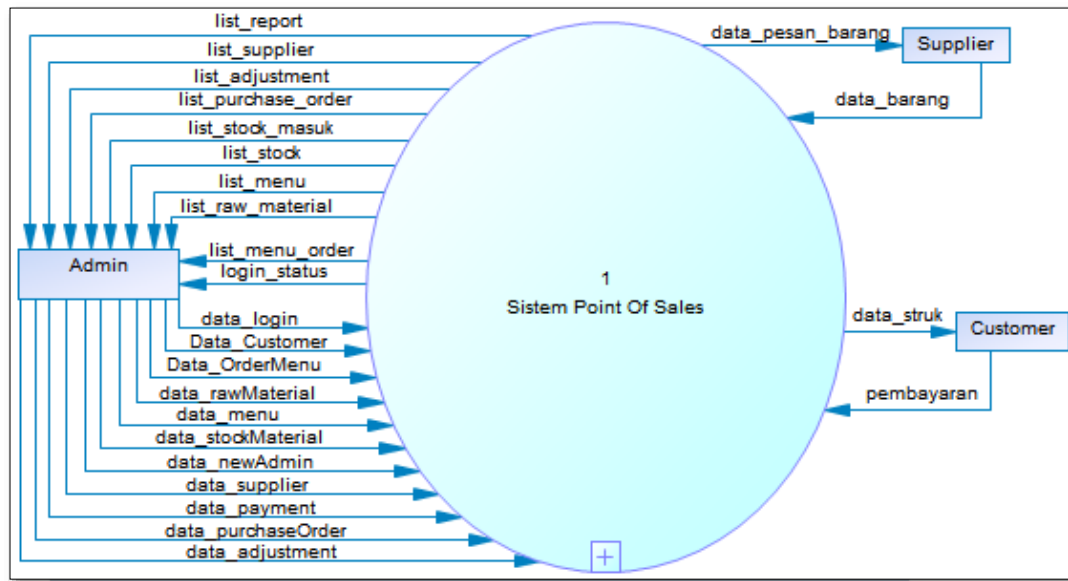 list_report
list_supplier
list_adjustment
list_purchase_order
list_stock_masuk
list_stock
list_menu
list_raw_material
Admin
list_menu_order
login_status
data_login
Data_Customer
Data_OrderMenu
data_rawMaterial
data_menu
data_stockMaterial
data_newAdmin
data_supplier
data_payment
data_purchaseOrder
data_adjustment
1
Sistem Point Of Sales
data_pesan_barang
Supplier
data_barang
data_struk
Customer
pembayaran